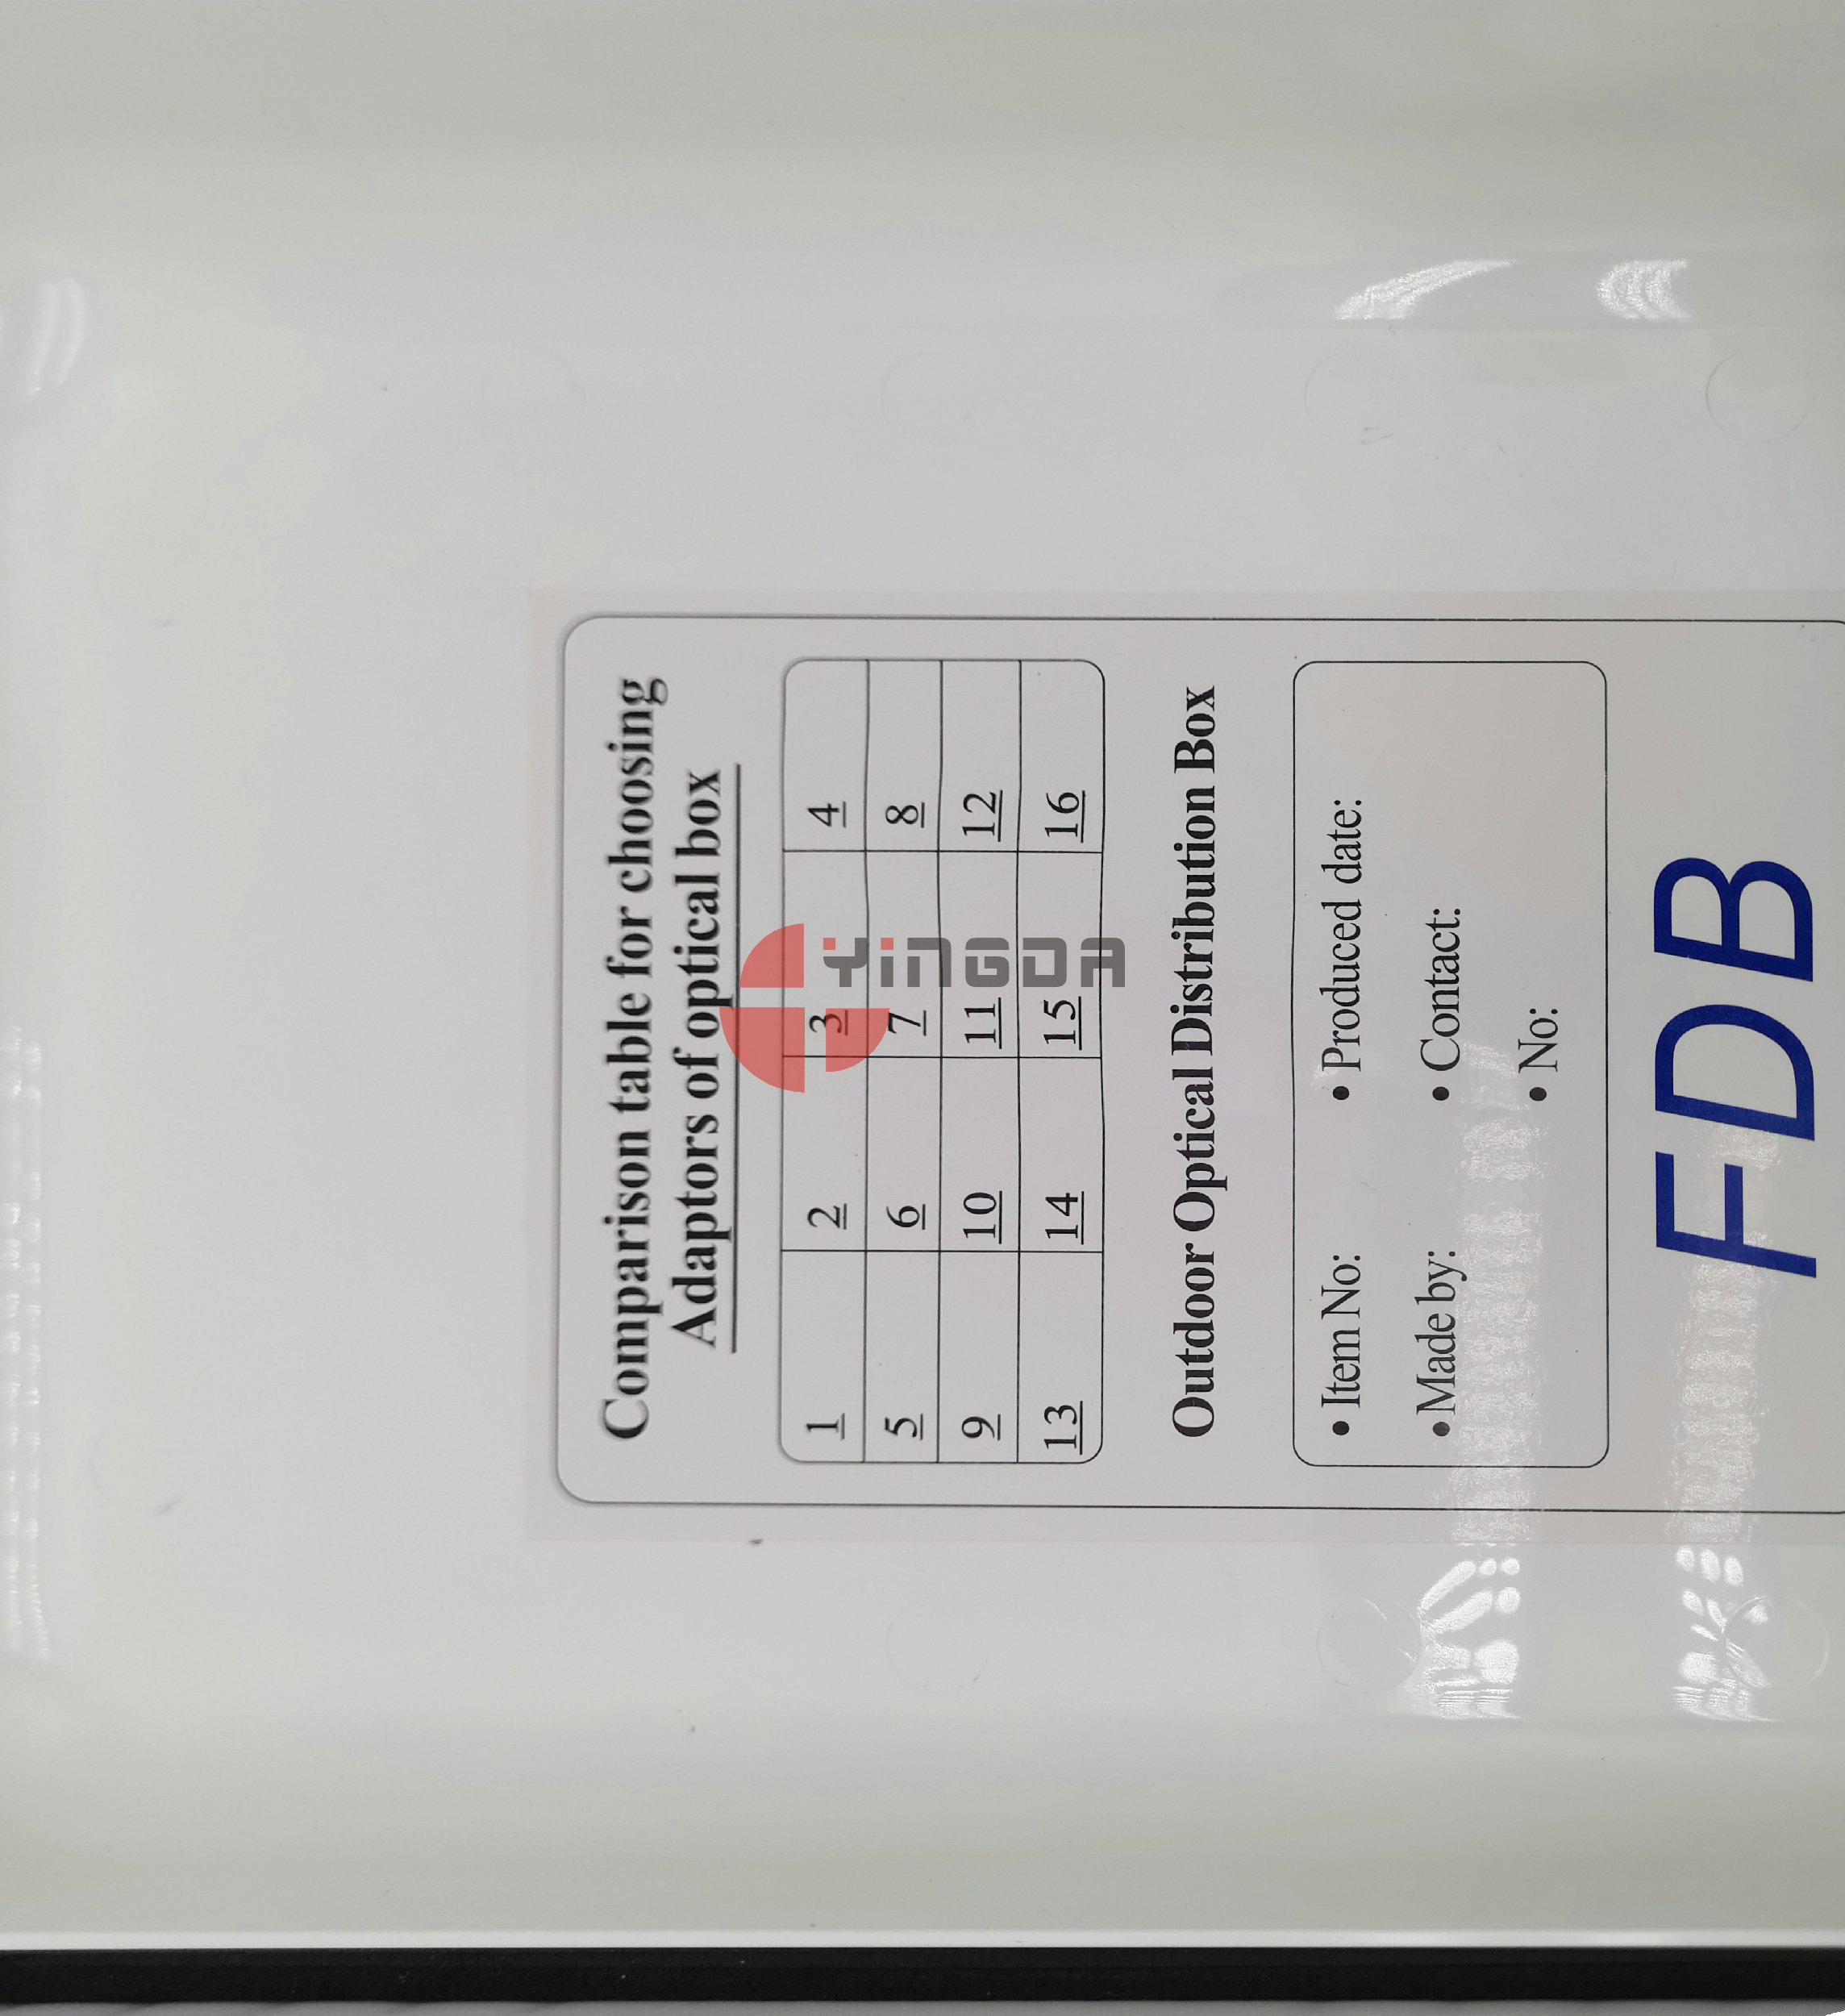 Comparison table for choosing
Adaptors of optical box
1 2 3 4
5 6 7 8
9 10 11 12
13 14 15 16
YINGDA
Outdoor Optical Distribution Box
• Item No: • Produced date:
• Made by: • Contact:
• No:
FDB